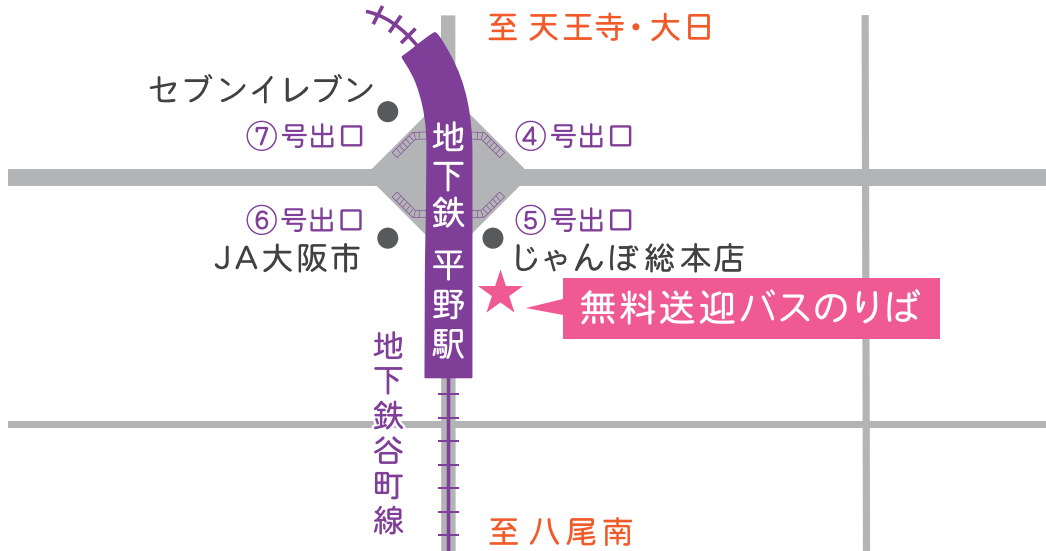 至 天王寺・大日
セブンイレブン
⑦号出口
④号出口
地下鉄 平野駅
⑥号出口
⑤号出口
JA大阪市
じゃんぼ総本店
無料送迎バスのりば
地下鉄谷町線
至 八尾南